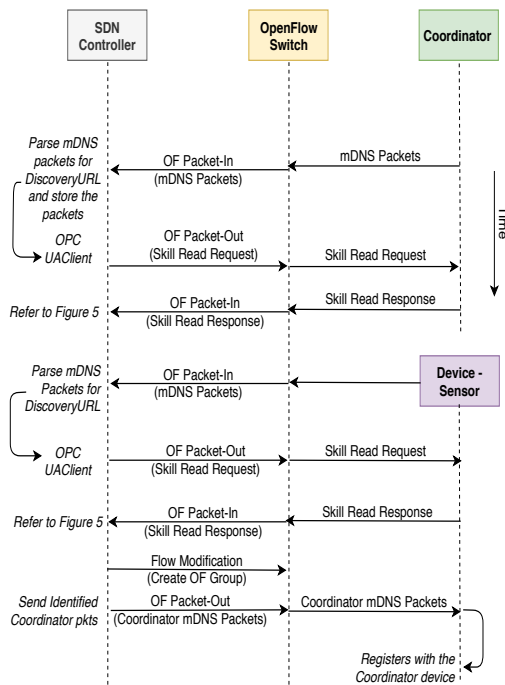 SDN
Controller
OpenFlow
Switch
Coordinator
Parse mDNS
packets for
DiscoveryURL
and store the
packets
OF Packet-In
(mDNS Packets)
mDNS Packets
Time
OPC
UAClient
OF Packet-Out
(Skill Read Request)
Skill Read Request
Refer to Figure 5
OF Packet-In
(Skill Read Response)
Skill Read Response
Parse mDNS
Packets for
DiscoveryURL
OF Packet-In
(mDNS Packets)
Device -
Sensor
OPC
UAClient
OF Packet-Out
(Skill Read Request)
Skill Read Request
Refer to Figure 5
OF Packet-In
(Skill Read Response)
Skill Read Response
Flow Modification
(Create OF Group)
Send Identified
Coordinator pkts
OF Packet-Out
(Coordinator mDNS Packets)
Coordinator mDNS Packets
Registers with the
Coordinator device